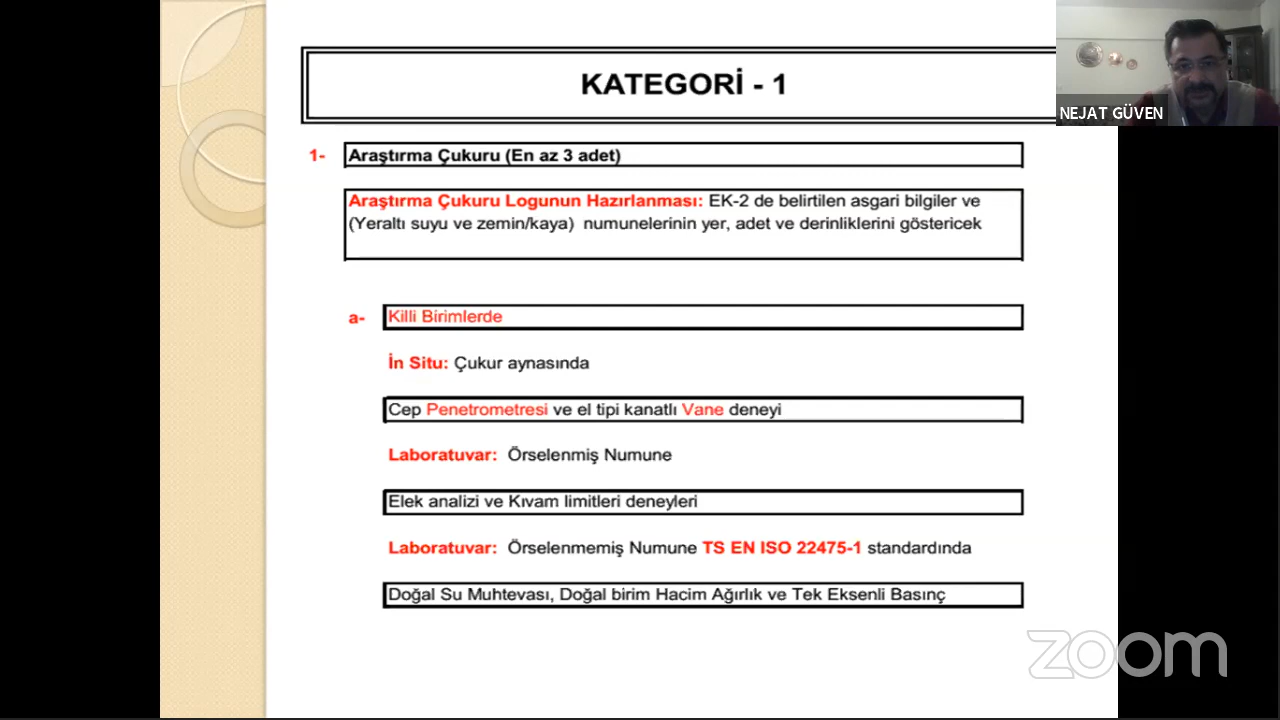 KATEGORİ - 1
NEJAT GÜVEN
1- Araştırma Çukuru (En az 3 adet)
Araştırma Çukuru Logunun Hazırlanması: EK-2 de belirtilen asgari bilgiler ve
(Yeraltı suyu ve zemin/kaya) numunelerinin yer, adet ve derinliklerini göstericek
a- Killi Birimlerde
İn Situ: Çukur aynasında
Cep Penetrometresi ve el tipi kanatlı Vane deneyi
Laboratuvar: Örselenmiş Numune
Elek analizi ve Kıvam limitleri deneyleri
Laboratuvar: Örselenmemiş Numune TS EN ISO 22475-1 standardında
Doğal Su Muhtevası, Doğal birim Hacim Ağırlık ve Tek Eksenli Basınç
zoom